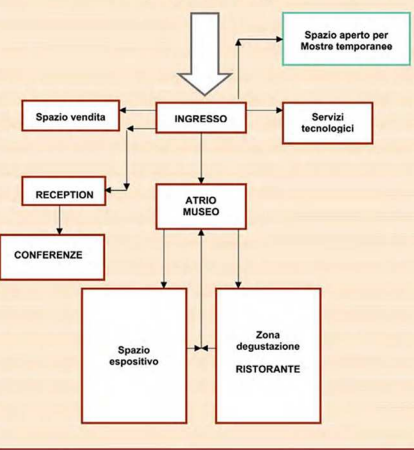 Spazio aperto per
Mostre temporanee
Spazio vendita
INGRESSO
Servizi
tecnologici
RECEPTION
ATRIO
MUSEO
CONFERENZE
Spazio
espositivo
Zona
degustazione
RISTORANTE